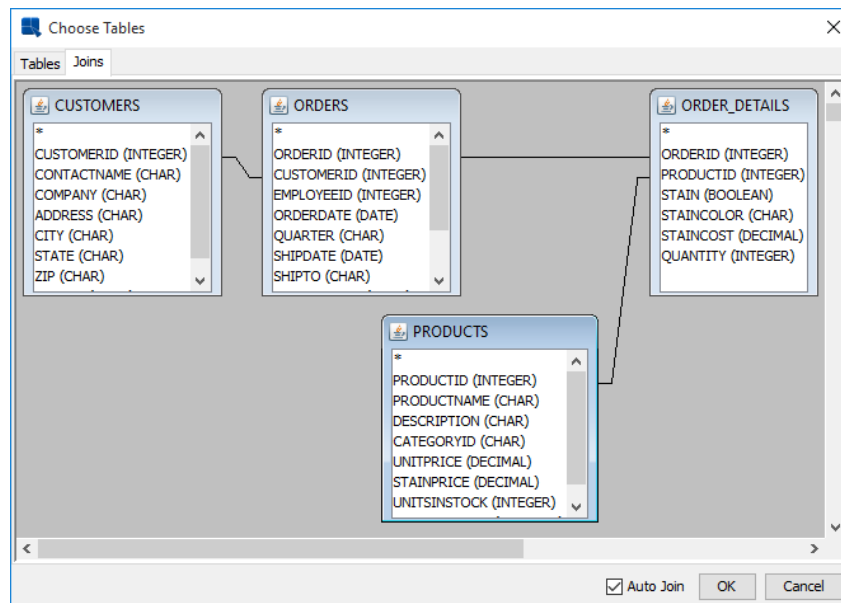 Choose Tables
Tables
Joins
CUSTOMERS
*
CUSTOMERID (INTEGER)
CONTACTNAME (CHAR)
COMPANY (CHAR)
ADDRESS (CHAR)
CITY (CHAR)
STATE (CHAR)
ZIP (CHAR)
ORDERS
*
ORDERID (INTEGER)
CUSTOMERID (INTEGER)
EMPLOYEEID (INTEGER)
ORDERDATE (DATE)
QUARTER (CHAR)
SHIPDATE (DATE)
SHIPTO (CHAR)
ORDER_DETAILS
*
ORDERID (INTEGER)
PRODUCTID (INTEGER)
STAIN (BOOLEAN)
STAINCOLOR (CHAR)
STAINCOST (DECIMAL)
QUANTITY (INTEGER)
PRODUCTS
*
PRODUCTID (INTEGER)
PRODUCTNAME (CHAR)
DESCRIPTION (CHAR)
CATEGORYID (CHAR)
UNITPRICE (DECIMAL)
STAINPRICE (DECIMAL)
UNITSINSTOCK (INTEGER)
Auto Join
OK
Cancel